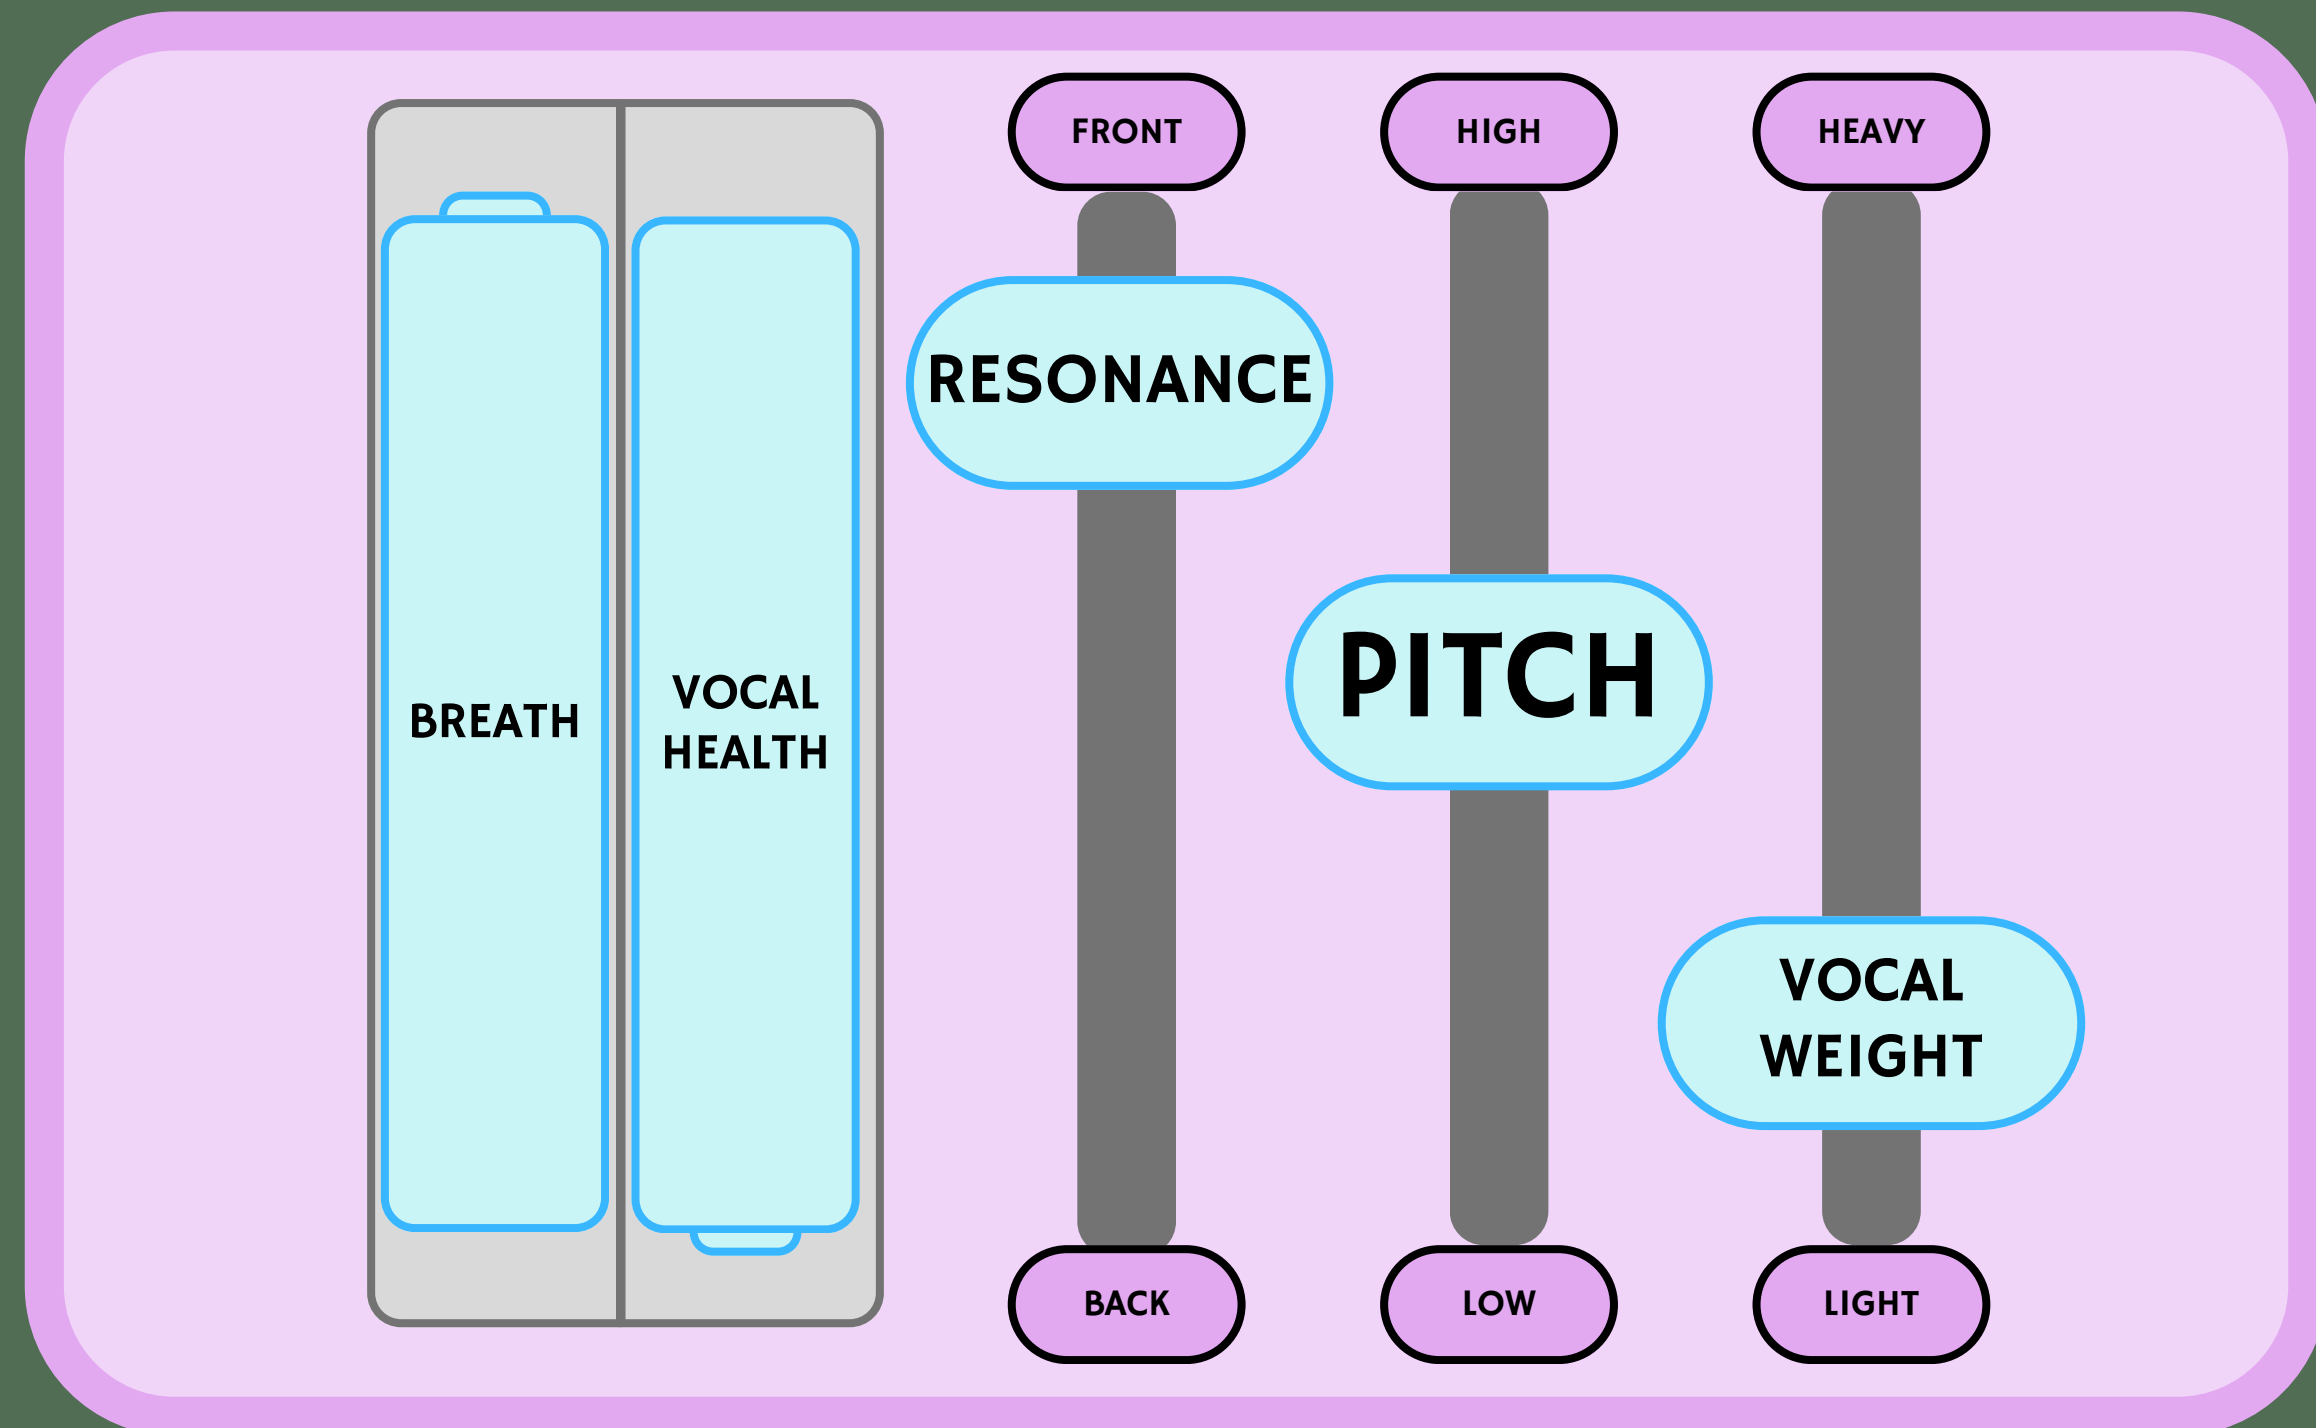 BREATH
VOCAL
HEALTH
FRONT
RESONANCE
BACK
HIGH
PITCH
LOW
HEAVY
VOCAL
WEIGHT
LIGHT